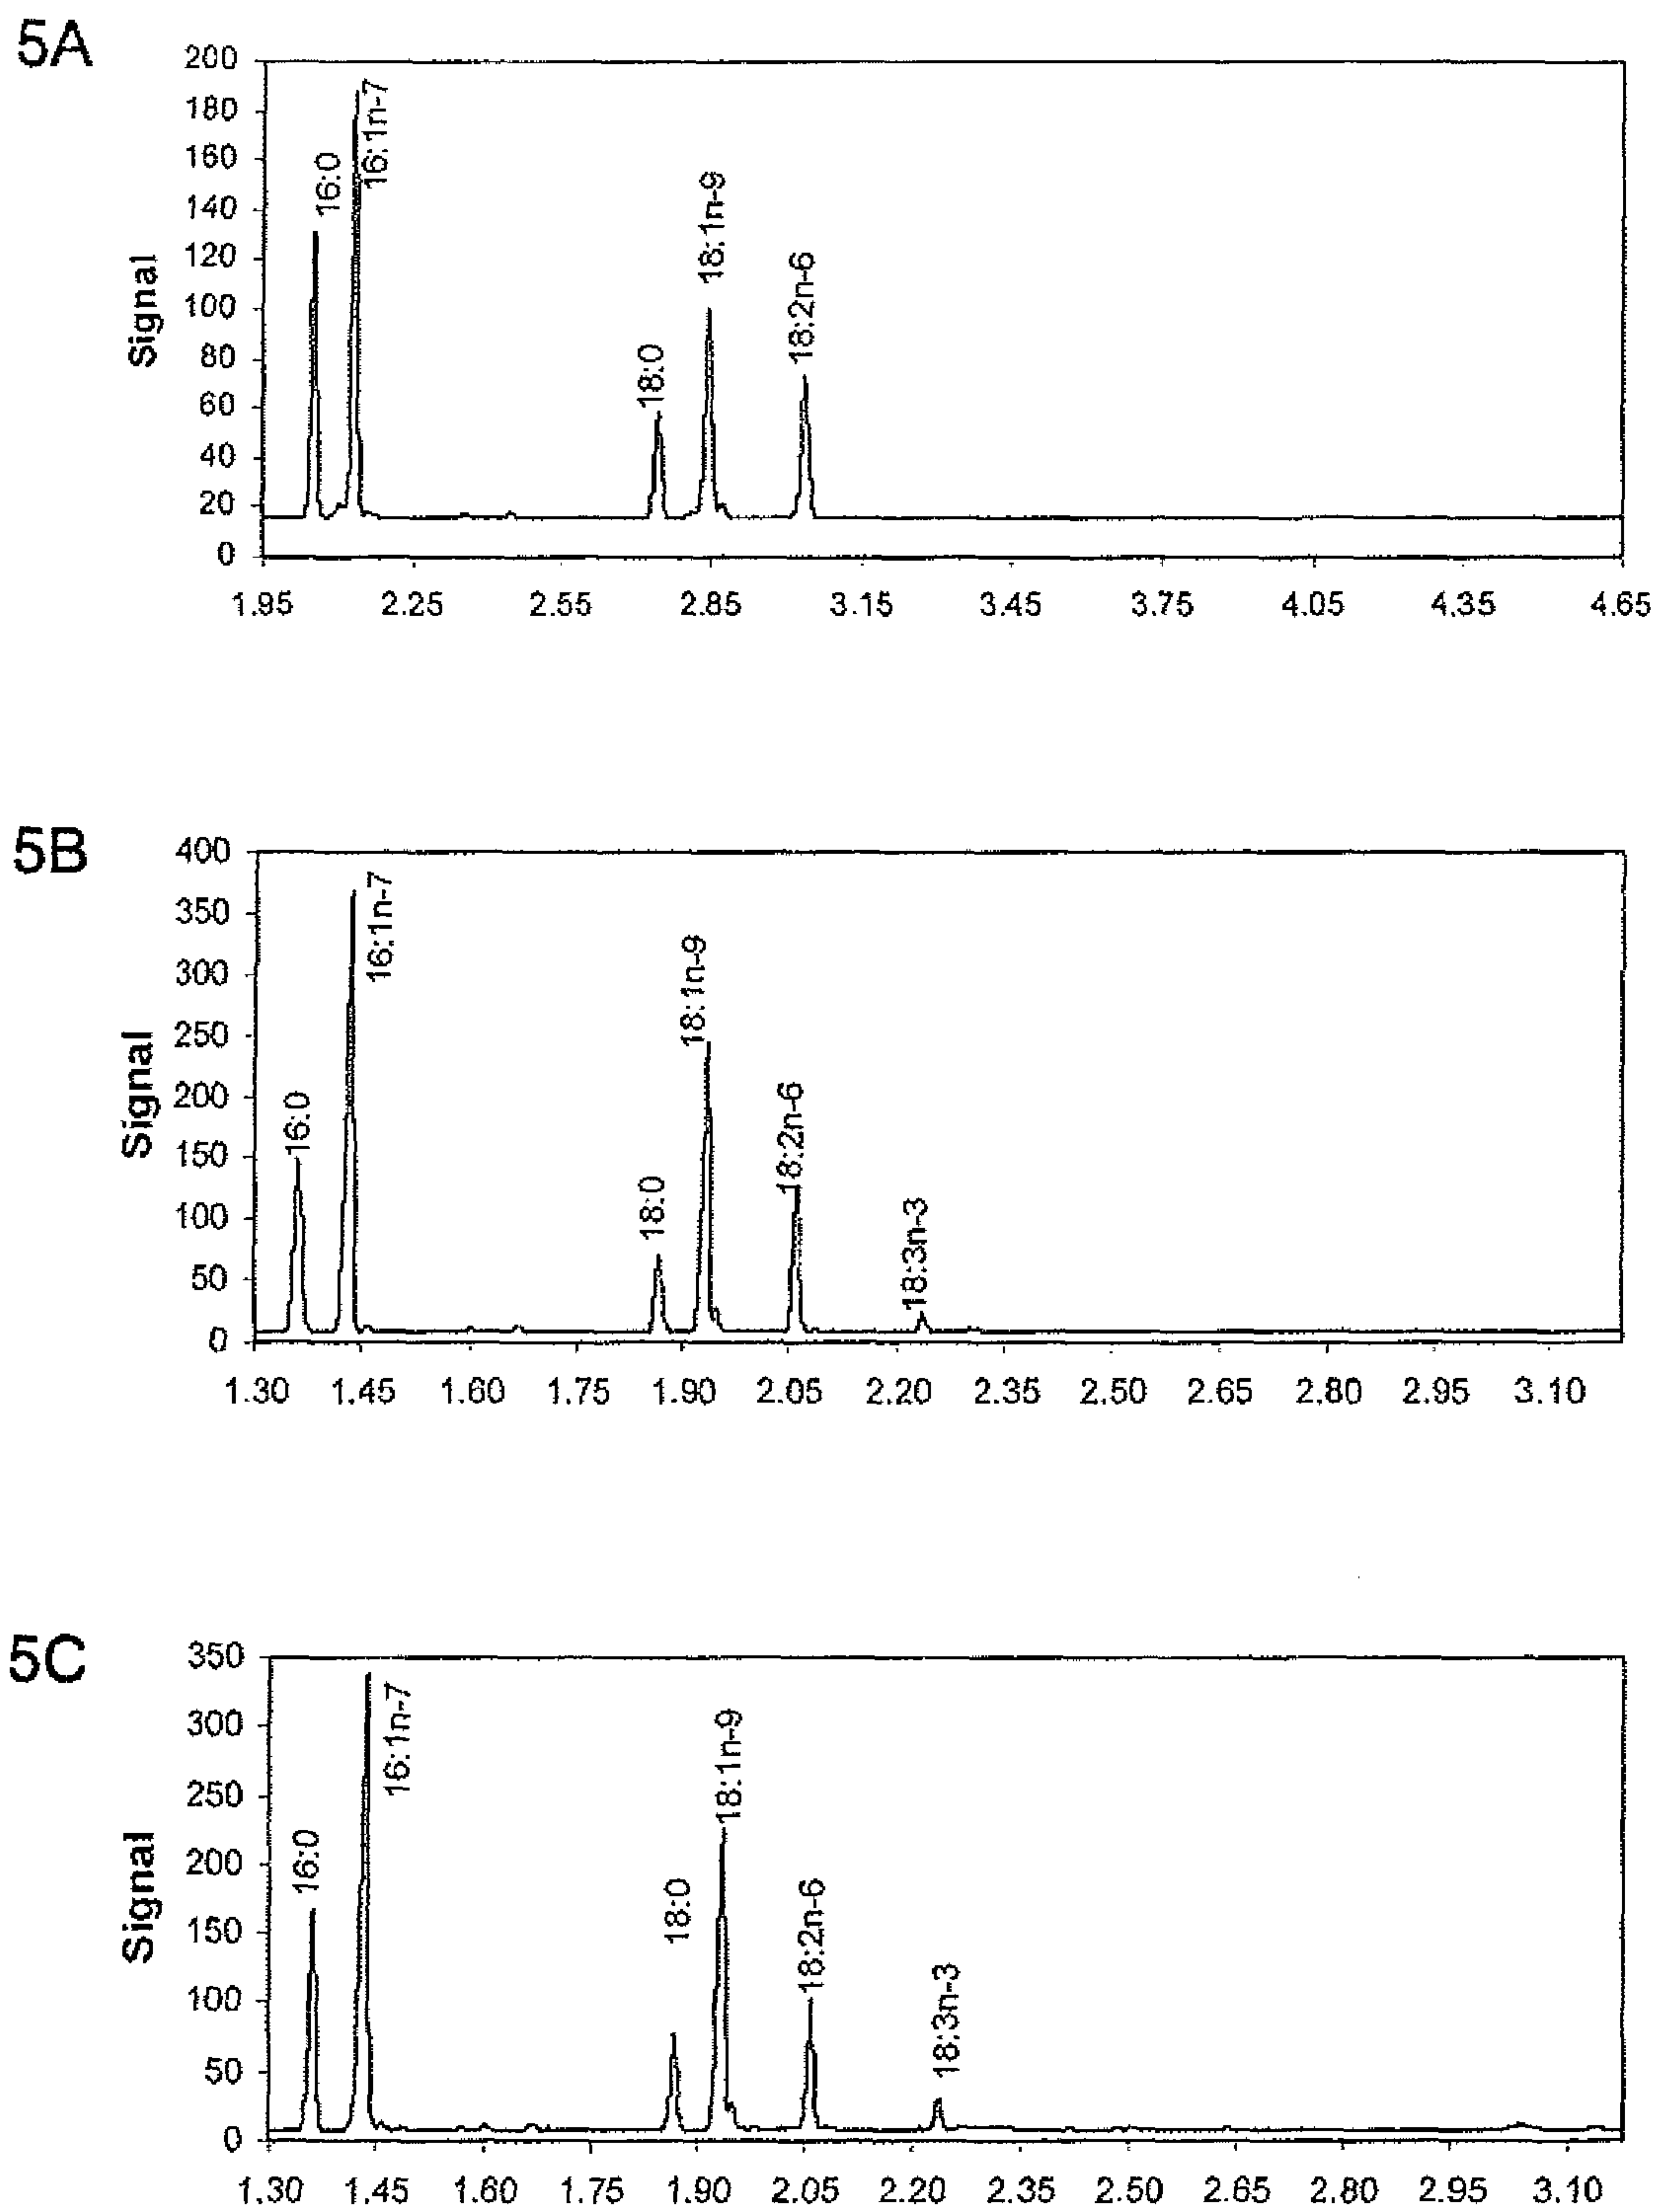 5A
200
180
160
140
120
100
80
60
40
20
0
Signal
16:0
16:1n-7
18:0
18:1n-9
18:2n-6
1.95 2.25 2.55 2.85 3.15 3.45 3.75 4.05 4.35 4.65
5B
400
350
300
250
200
150
100
50
0
Signal
16:0
16:1n-7
18:0
18:1n-9
18:2n-6
18:3n-3
1.30 1.45 1.60 1.75 1.90 2.05 2.20 2.35 2.50 2.65 2.80 2.95 3.10
5C
350
300
250
200
150
100
50
0
Signal
16:0
16:1n-7
18:0
18:1n-9
18:2n-6
18:3n-3
1.30 1.45 1.60 1.75 1.90 2.05 2.20 2.35 2.50 2.65 2.80 2.95 3.10